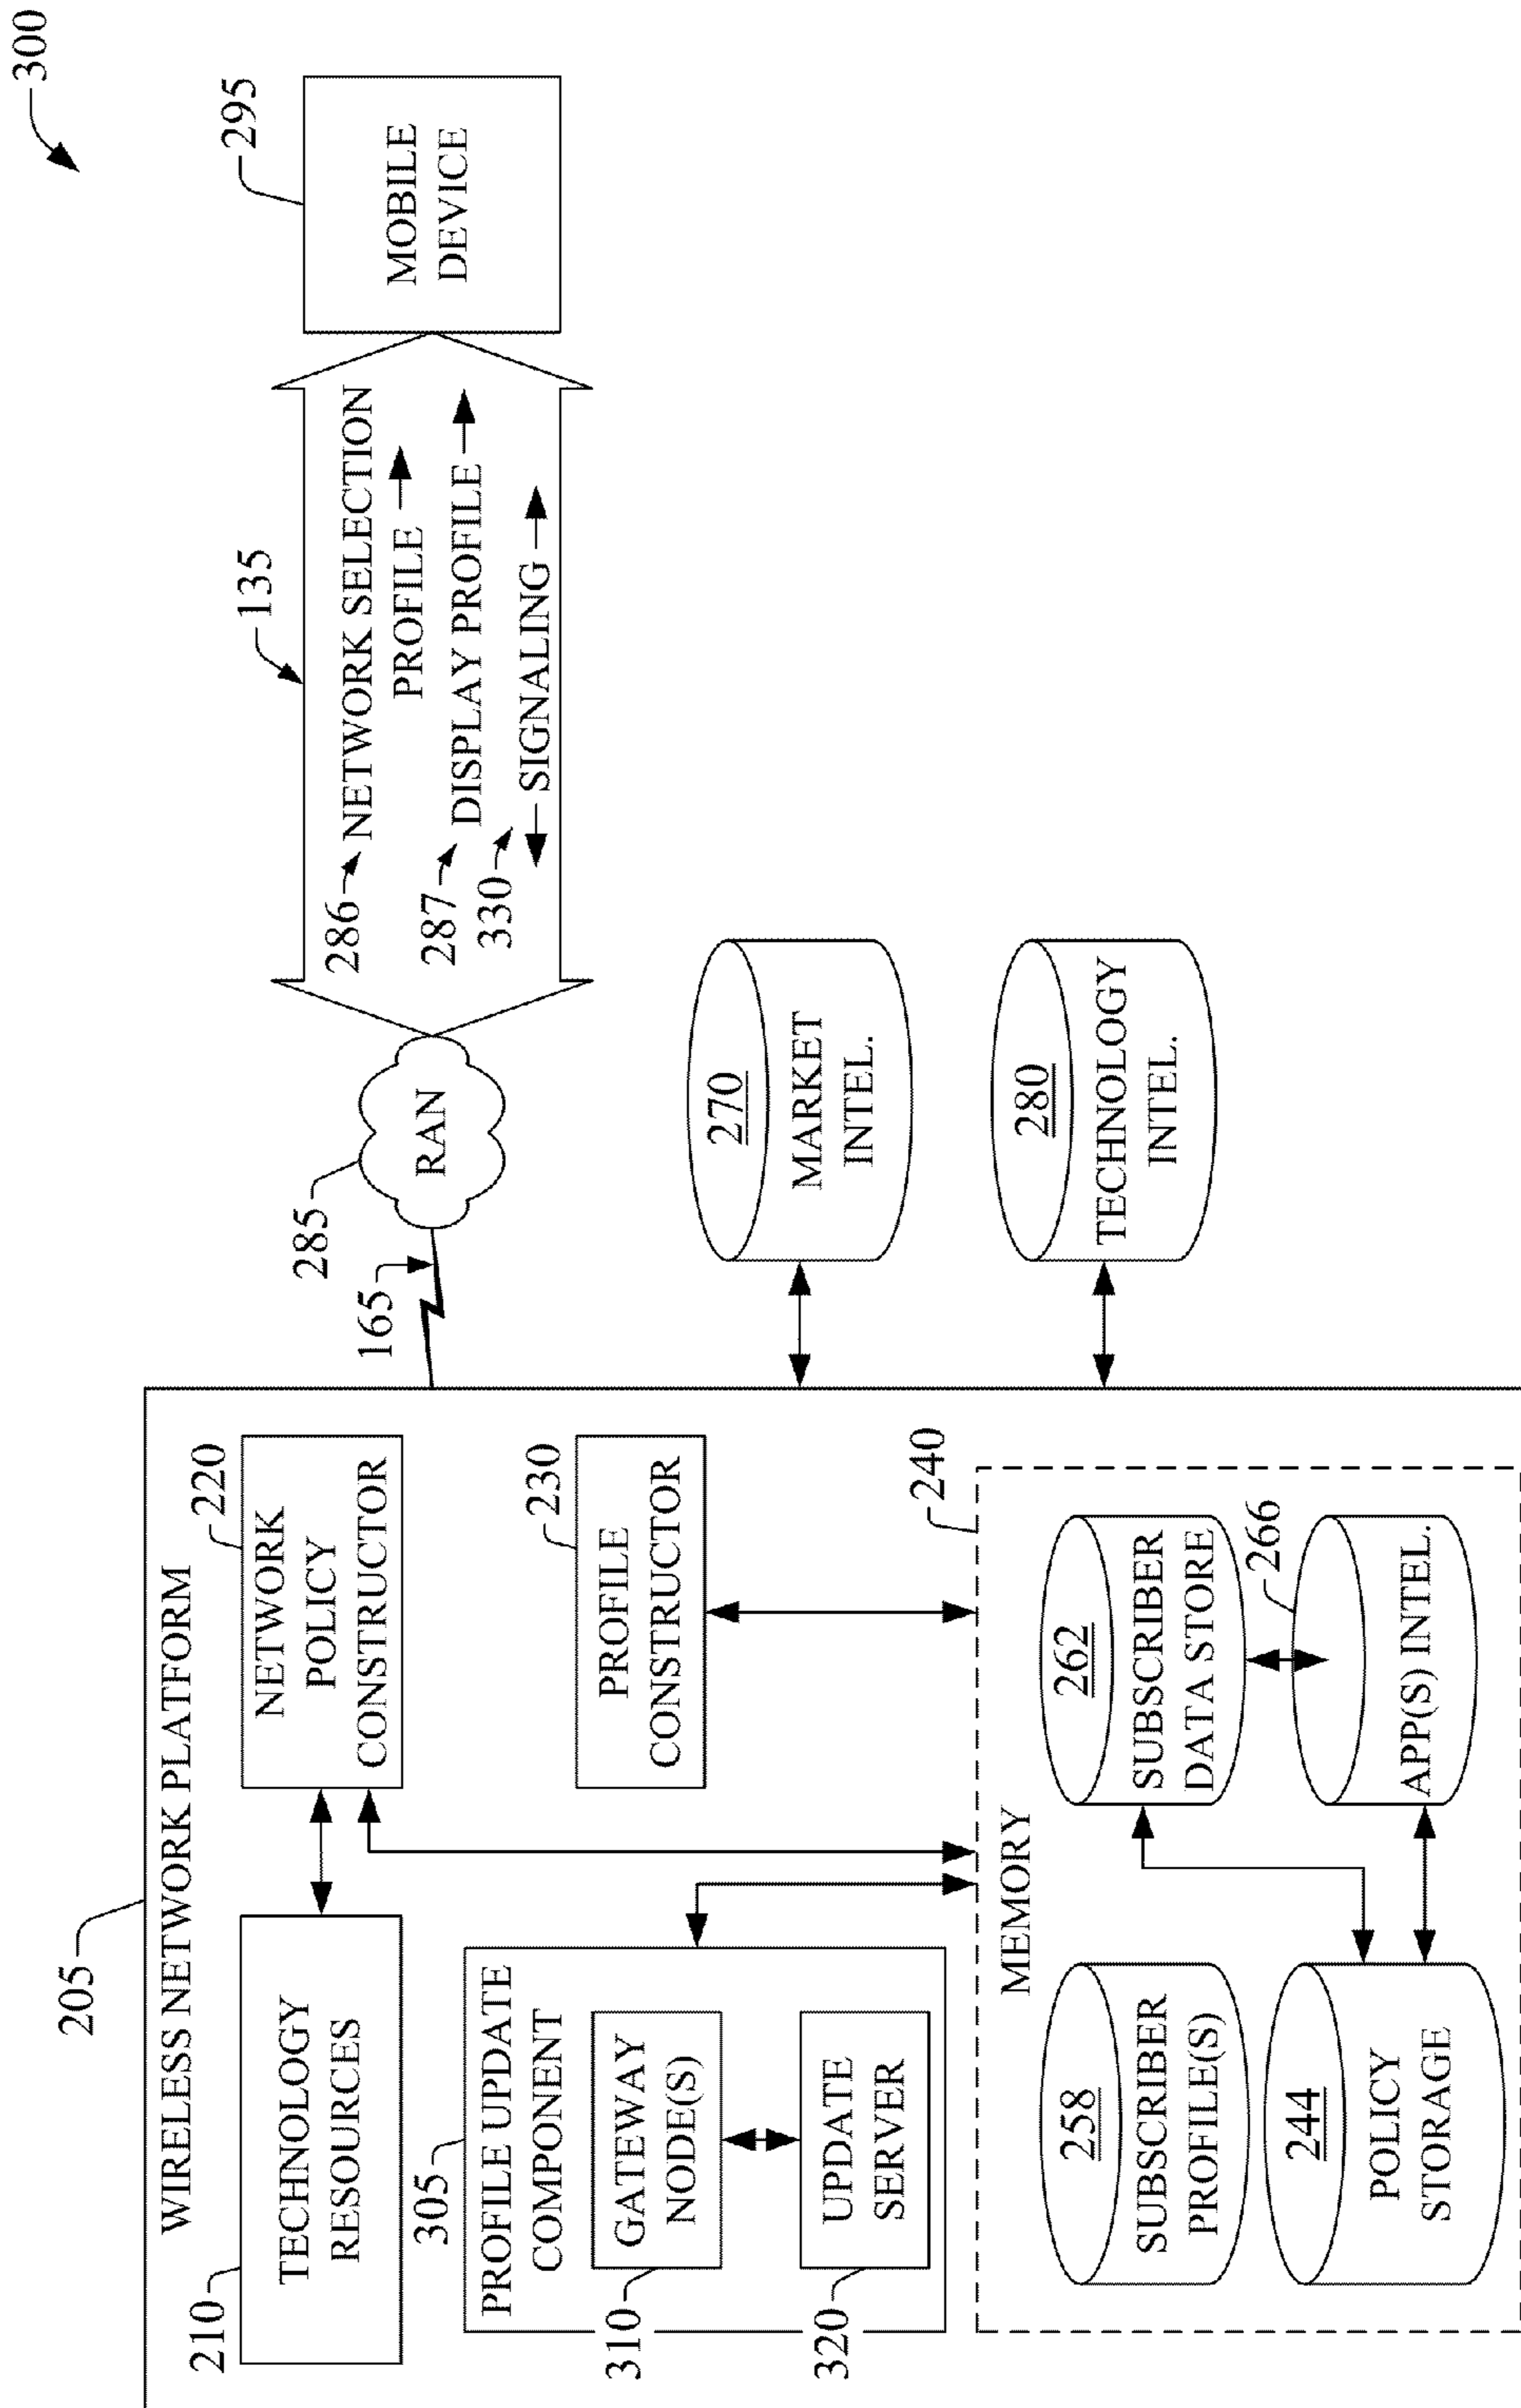 300
205
WIRELESS NETWORK PLATFORM
210
TECHNOLOGY
RESOURCES
220
NETWORK
POLICY
CONSTRUCTOR
305
PROFILE UPDATE
COMPONENT
310
GATEWAY
NODE(S)
320
UPDATE
SERVER
230
PROFILE
CONSTRUCTOR
240
MEMORY
258
SUBSCRIBER
PROFILE(S)
262
SUBSCRIBER
DATA STORE
244
POLICY
STORAGE
266
APP(S) INTEL.
165
285
RAN
135
286
NETWORK SELECTION
PROFILE
287
DISPLAY PROFILE
330
SIGNALING
295
MOBILE
DEVICE
270
MARKET
INTEL.
280
TECHNOLOGY
INTEL.